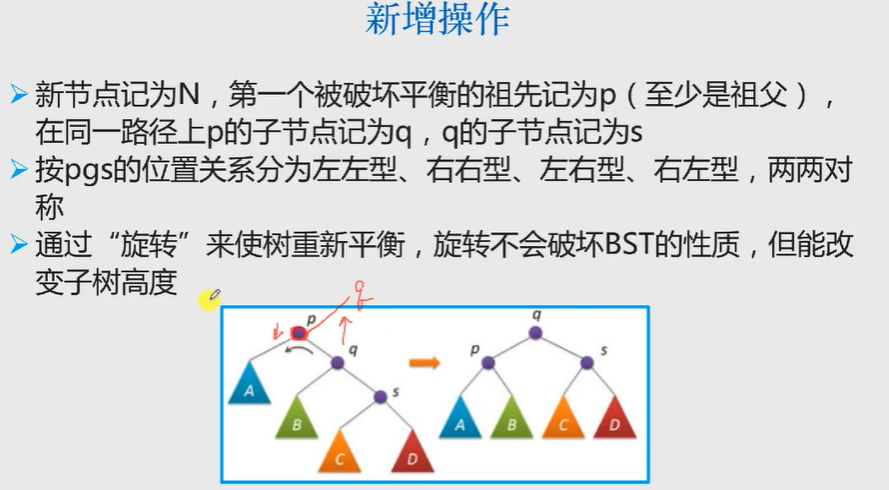 新增操作
新节点记为N，第一个被破坏平衡的祖先记为p（至少是祖父），
在同一路径上p的子节点记为q，q的子节点记为s
按pgs的位置关系分为左左型、右右型、左右型、右左型，两两对
称
通过“旋转”来使树重新平衡，旋转不会破坏BST的性质，但能改
变子树高度
q
p
q
s
A
B
C
D
q
p
s
A
B
C
D